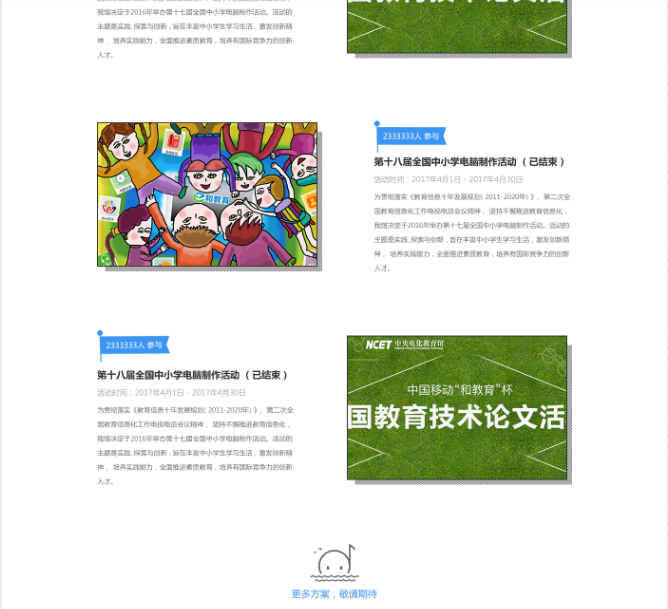 我馆决定于2016年举办第十七届全国中小学电脑制作活动。活动的
主题是实践, 探索与创新，旨在丰富中小学生学习生活，激发创新精
神， 培养实践能力，全面推进素质教育，培养有国际竞争力的创新
人才。
2333333人 参与
第十八届全国中小学电脑制作活动 （ 已结束 ）
活动时间：2017年4月1日 - 2017年4月30日
为贯彻落实《教育信息十年发展规划( 2011-2020年) 》、第二次全
国教育信息化工作电视电话会议精神， 坚持不懈推进教育信息化，
我馆决定于2016年举办第十七届全国中小学电脑制作活动。活动的
主题是实践, 探索与创新，旨在丰富中小学生学习生活，激发创新精
神， 培养实践能力，全面推进素质教育，培养有国际竞争力的创新
人才。
和教育
2333333人 参与
第十八届全国中小学电脑制作活动 （ 已结束 ）
活动时间：2017年4月1日 - 2017年4月30日
为贯彻落实《教育信息十年发展规划( 2011-2020年) 》、第二次全
国教育信息化工作电视电话会议精神， 坚持不懈推进教育信息化，
我馆决定于2016年举办第十七届全国中小学电脑制作活动。活动的
主题是实践, 探索与创新，旨在丰富中小学生学习生活，激发创新精
神， 培养实践能力，全面推进素质教育，培养有国际竞争力的创新
人才。
NCET 中央电化教育馆
中国移动“和教育”杯
国教育技术论文活
更多方案，敬请期待